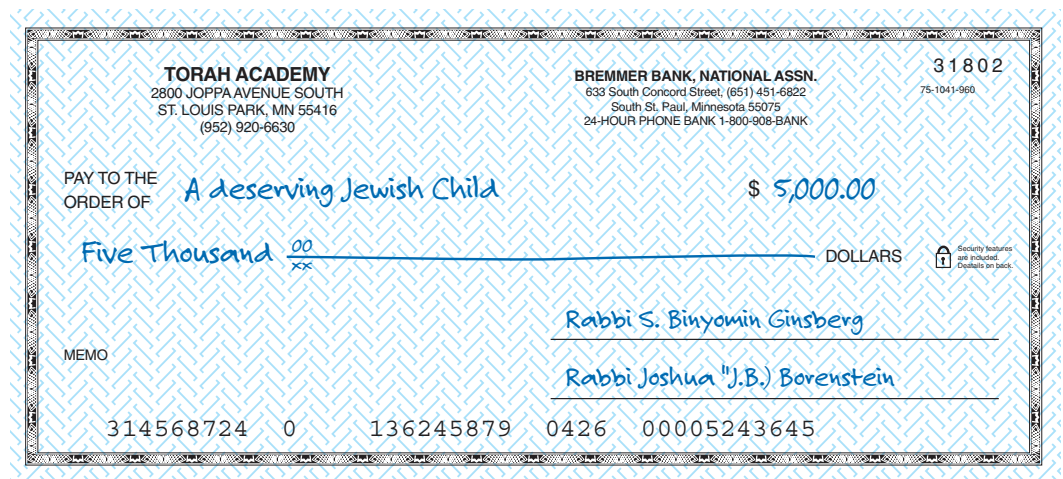 TORAH ACADEMY
2800 JOPPA AVENUE SOUTH
ST. LOUIS PARK, MN 55416
(952) 920-6630
BREMMER BANK, NATIONAL ASSN.
633 South Concord Street, (651) 451-6822
South St. Paul, Minnesota 55075
24-HOUR PHONE BANK 1-800-908-BANK
31802
75-1041-960
PAY TO THE
ORDER OF A deserving Jewish Child $ 5,000.00
Five Thousand 00/xx DOLLARS
Security features
are included.
Deatails on back.
Rabbi S. Binyomin Ginsberg
MEMO
Rabbi Joshua "J.B.) Borenstein
314568724 0 136245879 0426 00005243645